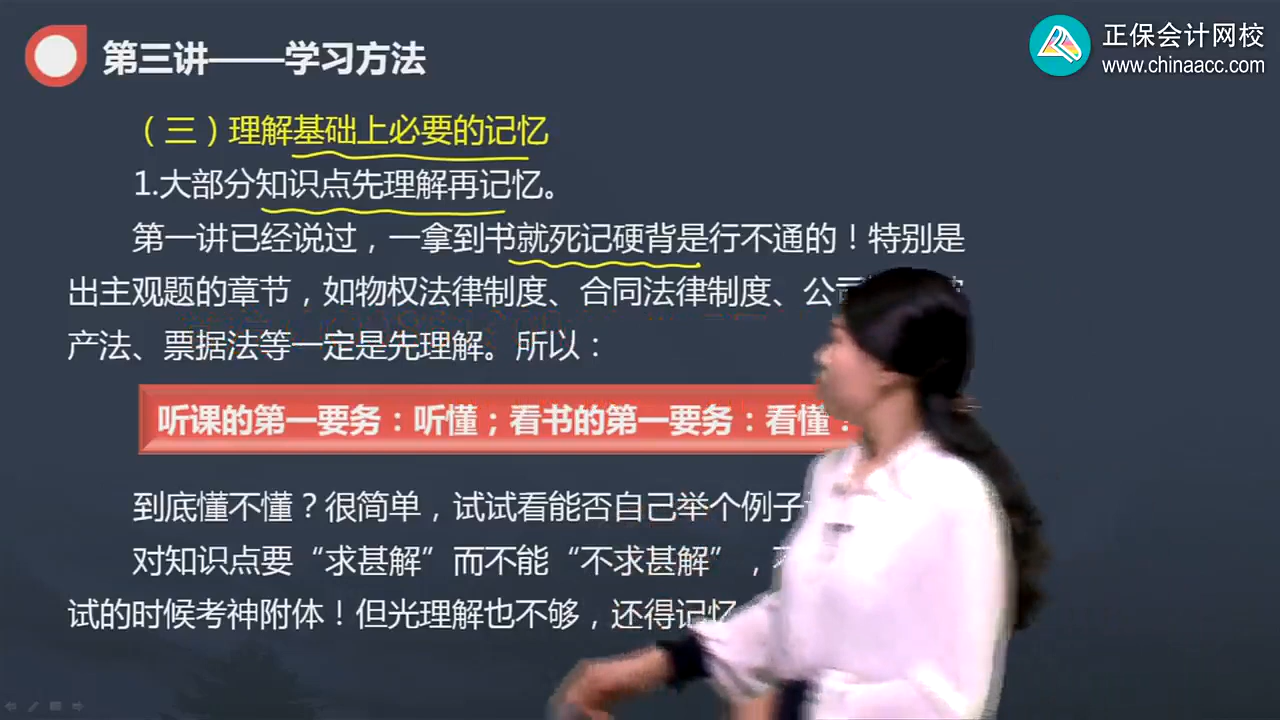 第三讲——学习方法
正保会计网校
www.chinaacc.com
（三）理解基础上必要的记忆
1.大部分知识点先理解再记忆。
第一讲已经说过，一拿到书就死记硬背是行不通的！特别是
出主观题的章节，如物权法律制度、合同法律制度、公司
产法、票据法等一定是先理解。所以：
听课的第一要务：听懂；看书的第一要务：看懂
到底懂不懂？很简单，试试看能否自己举个例子
对知识点要“求甚解”而不能“不求甚解”，
试的时候考神附体！但光理解也不够，还得记忆